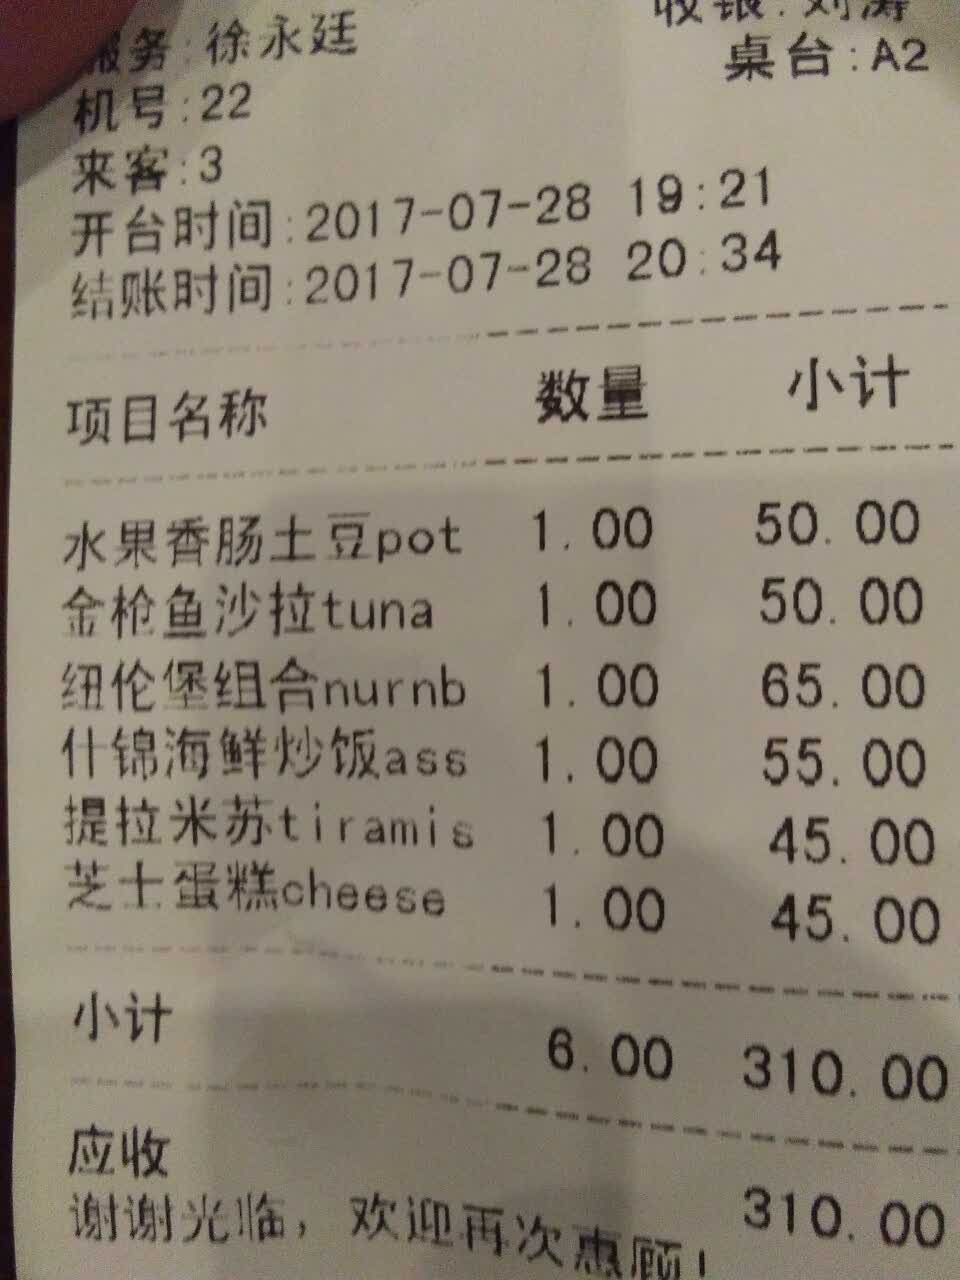 收银:刘涛
服务:徐永廷 桌台:A2
机号:22
来客:3
开台时间:2017-07-28 19:21
结账时间:2017-07-28 20:34
项目名称 数量 小计
水果香肠土豆pot 1.00 50.00
金枪鱼沙拉tuna 1.00 50.00
纽伦堡组合nurnb 1.00 65.00
什锦海鲜炒饭ass 1.00 55.00
提拉米苏tiramis 1.00 45.00
芝士蛋糕cheese 1.00 45.00
小计 6.00 310.00
应收 310.00
谢谢光临，欢迎再次惠顾!